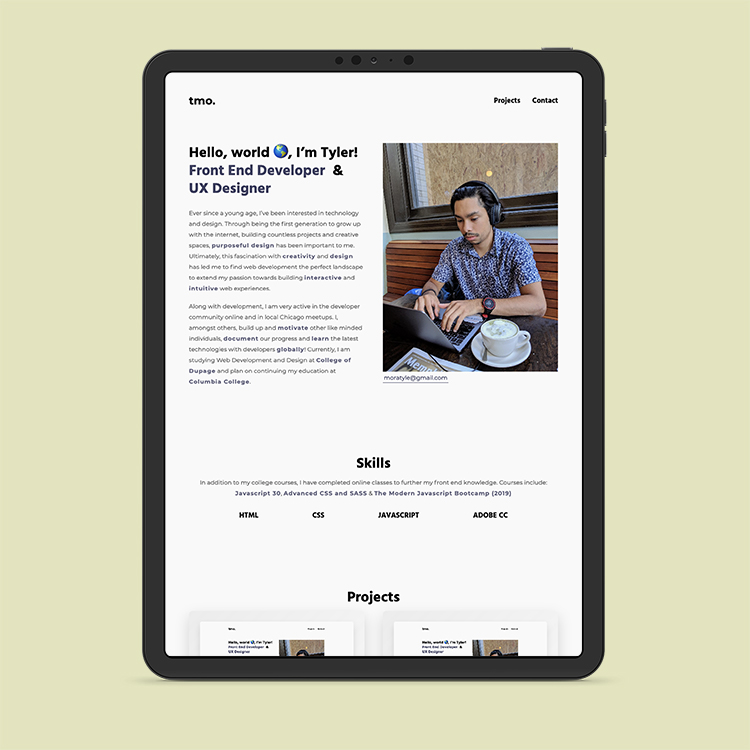 tmo.
Projects Contact
Hello, world 🌎, I’m Tyler!
Front End Developer &
UX Designer
Ever since a young age, I've been interested in technology
and design. Through being the first generation to grow up
with the internet, building countless projects and creative
spaces, purposeful design has been important to me.
Ultimately, this fascination with creativity and design
has led me to find web development the perfect landscape
to extend my passion towards building interactive and
intuitive web experiences.
Along with development, I am very active in the developer
community online and in local Chicago meetups. I,
amongst others, build up and motivate other like minded
individuals, document our progress and learn the latest
technologies with developers globally! Currently, I am
studying Web Development and Design at College of
Dupage and plan on continuing my education at
Columbia College.
moratyle@gmail.com
Skills
In addition to my college courses, I have completed online classes to further my front end knowledge. Courses include:
Javascript 30, Advanced CSS and SASS & The Modern Javascript Bootcamp (2019)
HTML CSS JAVASCRIPT ADOBE CC
Projects
tmo.
Projects Contact
Hello, world 🌎, I’m Tyler!
Front End Developer &
UX Designer
tmo.
Projects Contact
Hello, world 🌎, I’m Tyler!
Front End Developer &
UX Designer